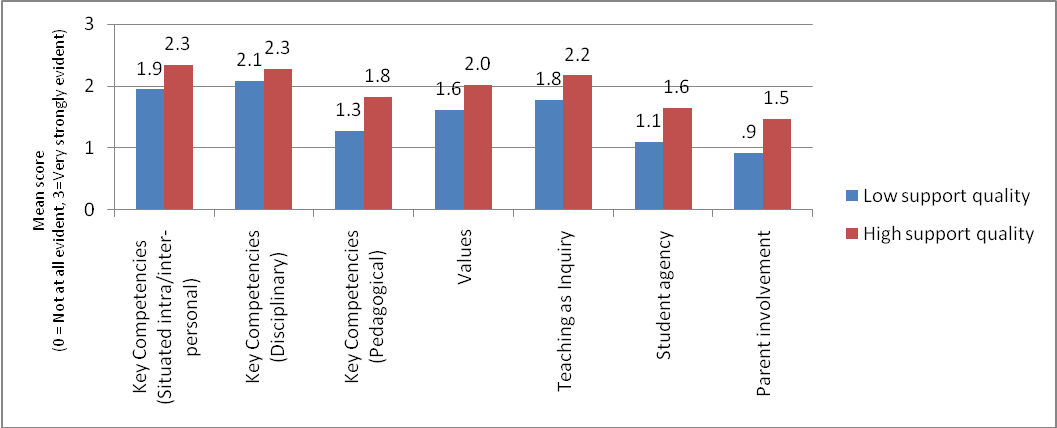 3
2
1
0
Mean score
(0 = Not at all evident, 3=Very strongly evident)
1.9
2.3
2.1
2.3
1.3
1.8
1.6
2.0
1.8
2.2
1.1
1.6
.9
1.5
Key Competencies
(Situated intra/inter-
personal)
Key Competencies
(Disciplinary)
Key Competencies
(Pedagogical)
Values
Teaching as Inquiry
Student agency
Parent involvement
Low support quality
High support quality